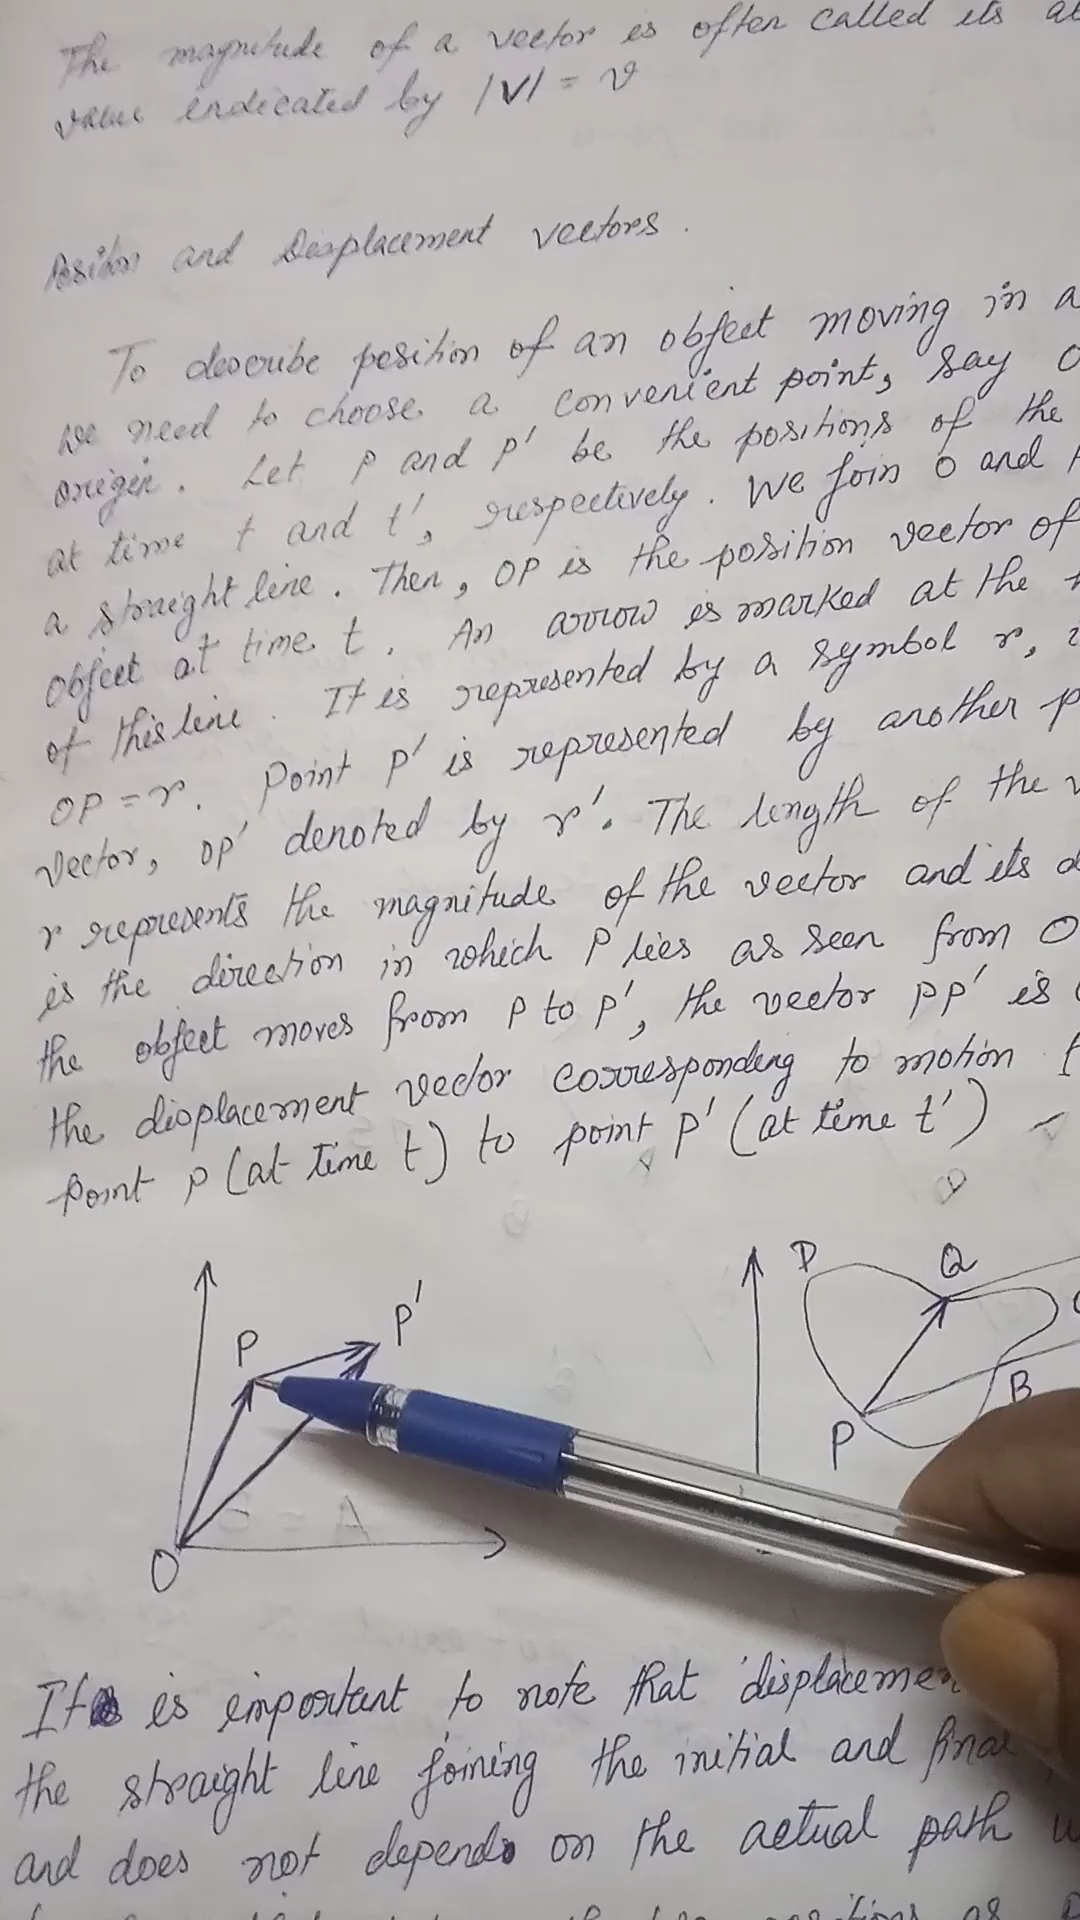 The magnitude of a vector is often called its
value indicated by |V| = v
Position and Displacement vectors.
To describe position of an object moving in a
we need to choose a convenient point, say O
origin. Let P and P' be the positions of the
at time t and t', respectively. We join O and
a straight line. Then, OP is the position vector of
object at time t. An arrow is marked at the
of this line. It is represented by a symbol r,
OP = r. Point P' is represented by another
vector, OP' denoted by r'. The length of the
r represents the magnitude of the vector and its
is the direction in which P lies as seen from O
the object moves from P to P', the vector PP' is
the displacement vector corresponding to motion
point P (at time t) to point P' (at time t')
P P' O
D Q B P
It is important to note that displacemen
the straight line joining the initial and final
and does not depends on the actual path